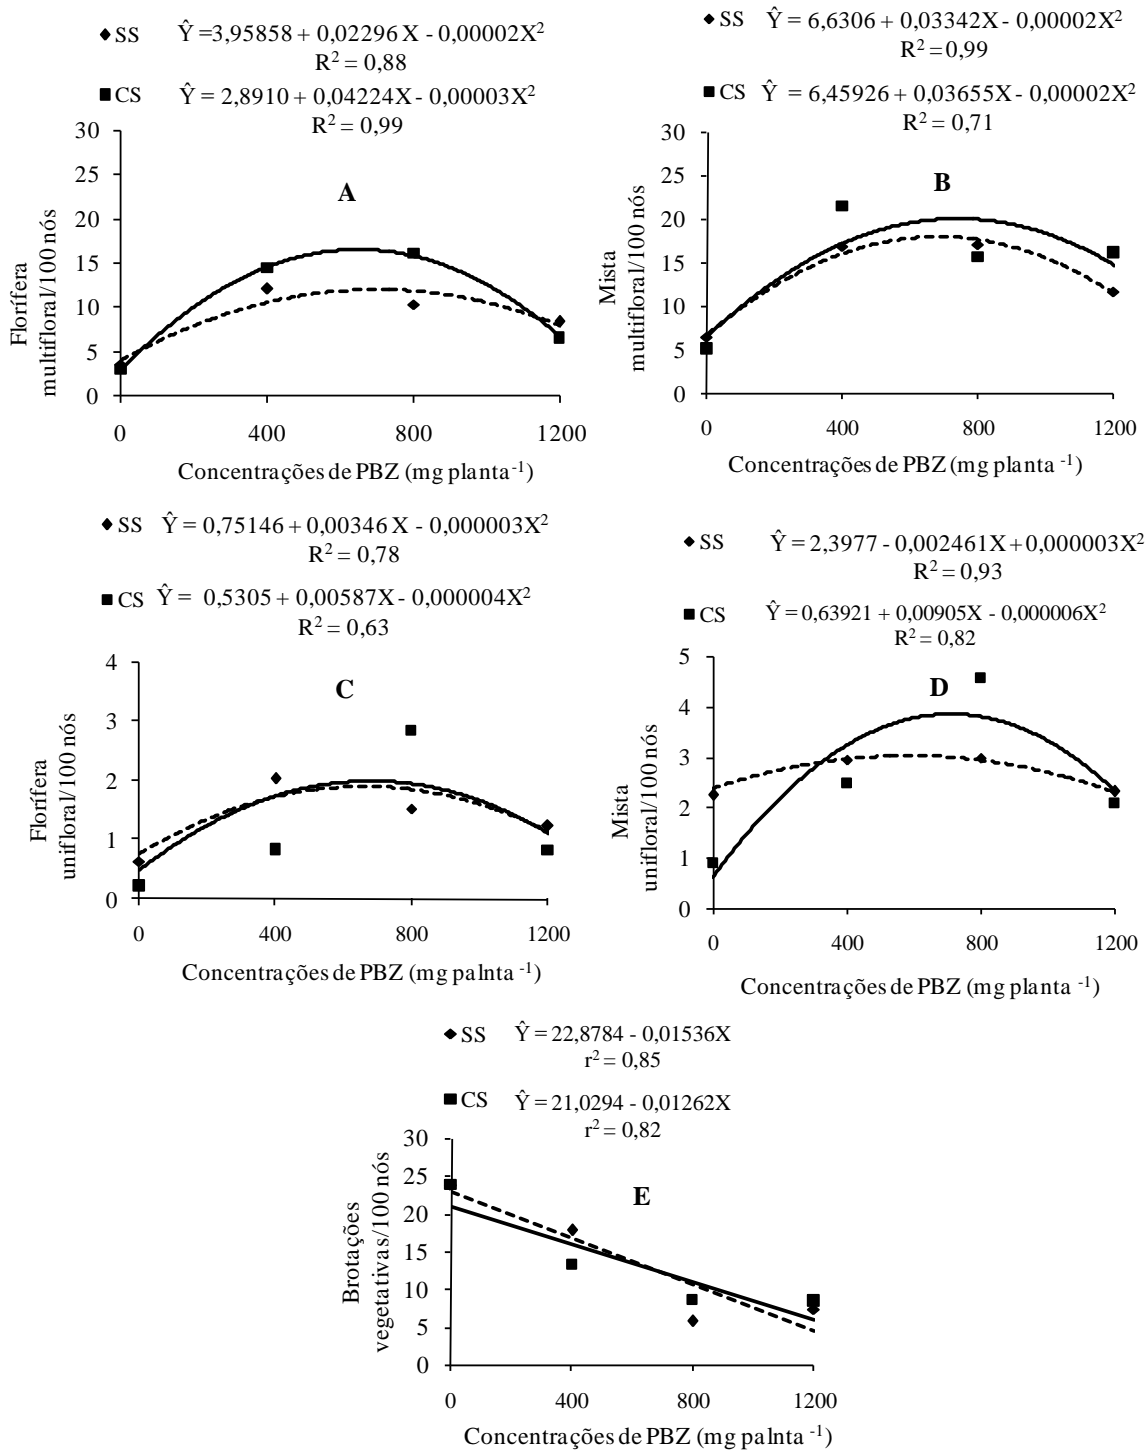 SS Ŷ =3,95858 + 0,02296 X - 0,00002X²
R² = 0,88
CS Ŷ = 2,8910 + 0,04224X - 0,00003X²
R² = 0,99
30
25
20
15
10
5
0
A
Florífera
multifloral/100 nós
0 400 800 1200
Concentrações de PBZ (mg planta⁻¹)
SS Ŷ = 6,6306 + 0,03342X - 0,00002X²
R² = 0,99
CS Ŷ = 6,45926 + 0,03655X - 0,00002X²
R² = 0,71
30
25
20
15
10
5
0
B
Mista
multifloral/100 nós
0 400 800 1200
Concentrações de PBZ (mg planta ⁻¹)
SS Ŷ = 0,75146 + 0,00346 X - 0,000003X²
R² = 0,78
CS Ŷ = 0,5305 + 0,00587X - 0,000004X²
R² = 0,63
4
3
2
1
0
C
Florífera
unifloral/100 nós
0 400 800 1200
Concentrações de PBZ (mg palnta ⁻¹)
SS Ŷ = 2,3977 - 0,002461X + 0,000003X²
R² = 0,93
CS Ŷ = 0,63921 + 0,00905X - 0,000006X²
R² = 0,82
5
4
3
2
1
0
D
Mista
unifloral/100 nós
0 400 800 1200
Concentrações de PBZ (mg planta ⁻¹)
SS Ŷ = 22,8784 - 0,01536X
r² = 0,85
CS Ŷ = 21,0294 - 0,01262X
r² = 0,82
30
25
20
15
10
5
0
E
Brotações
vegetativas/100 nós
0 400 800 1200
Concentrações de PBZ (mg palnta ⁻¹)